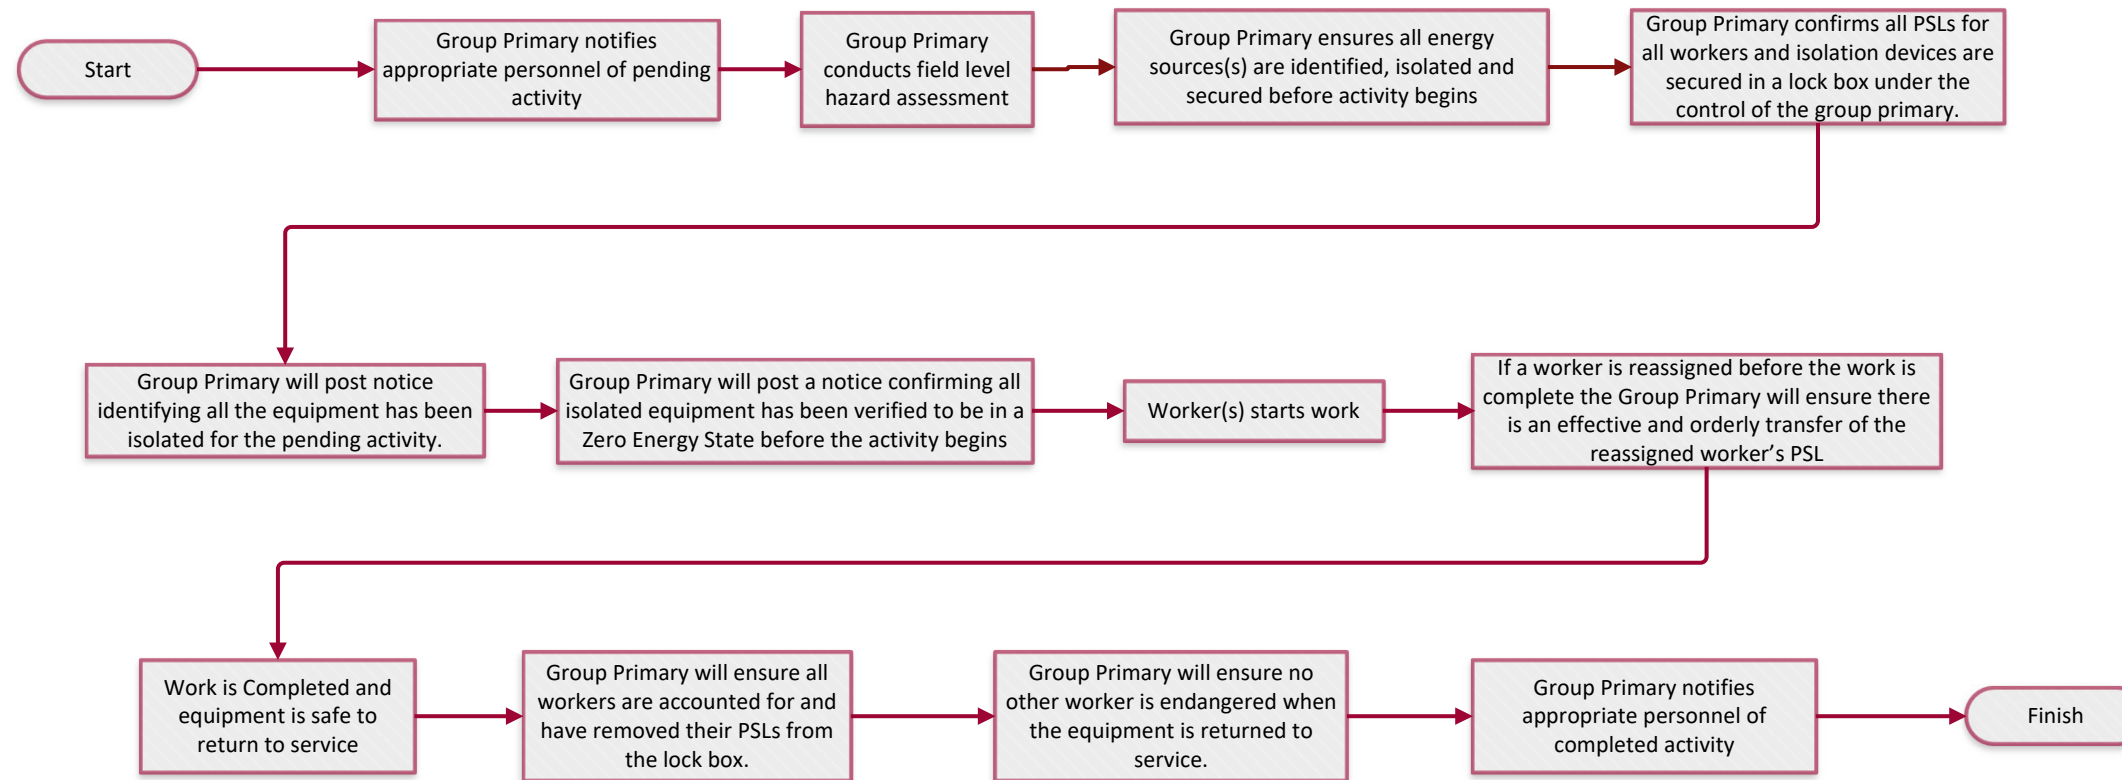 Start
Group Primary notifies
appropriate personnel of pending
activity
Group Primary
conducts field level
hazard assessment
Group Primary ensures all energy
sources(s) are identified, isolated and
secured before activity begins
Group Primary confirms all PSLs for
all workers and isolation devices are
secured in a lock box under the
control of the group primary.
Group Primary will post notice
identifying all the equipment has been
isolated for the pending activity.
Group Primary will post a notice confirming all
isolated equipment has been verified to be in a
Zero Energy State before the activity begins
Worker(s) starts work
If a worker is reassigned before the work is
complete the Group Primary will ensure there
is an effective and orderly transfer of the
reassigned worker’s PSL
Work is Completed and
equipment is safe to
return to service
Group Primary will ensure all
workers are accounted for and
have removed their PSLs from
the lock box.
Group Primary will ensure no
other worker is endangered when
the equipment is returned to
service.
Group Primary notifies
appropriate personnel of
completed activity
Finish